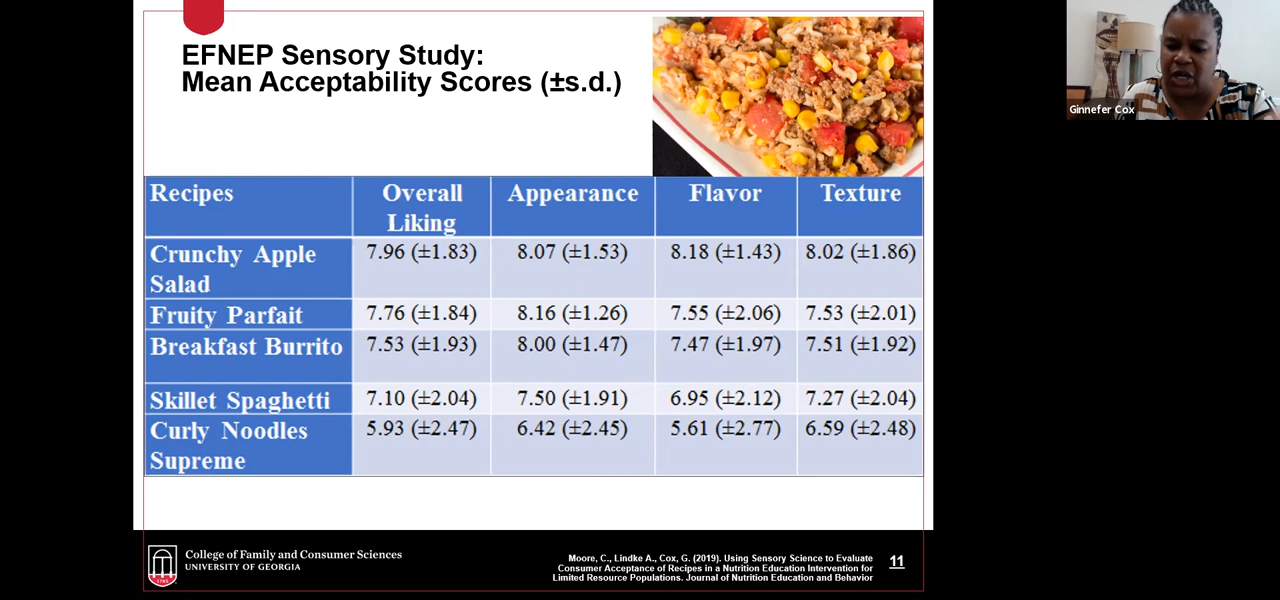 EFNEP Sensory Study:
Mean Acceptability Scores (±s.d.)
Ginnefer Cox
Recipes Overall Liking Appearance Flavor Texture
Crunchy Apple Salad 7.96 (±1.83) 8.07 (±1.53) 8.18 (±1.43) 8.02 (±1.86)
Fruity Parfait 7.76 (±1.84) 8.16 (±1.26) 7.55 (±2.06) 7.53 (±2.01)
Breakfast Burrito 7.53 (±1.93) 8.00 (±1.47) 7.47 (±1.97) 7.51 (±1.92)
Skillet Spaghetti 7.10 (±2.04) 7.50 (±1.91) 6.95 (±2.12) 7.27 (±2.04)
Curly Noodles Supreme 5.93 (±2.47) 6.42 (±2.45) 5.61 (±2.77) 6.59 (±2.48)
College of Family and Consumer Sciences
UNIVERSITY OF GEORGIA
1785
Moore, C., Lindke A., Cox, G. (2019). Using Sensory Science to Evaluate
Consumer Acceptance of Recipes in a Nutrition Education Intervention for
Limited Resource Populations. Journal of Nutrition Education and Behavior
11